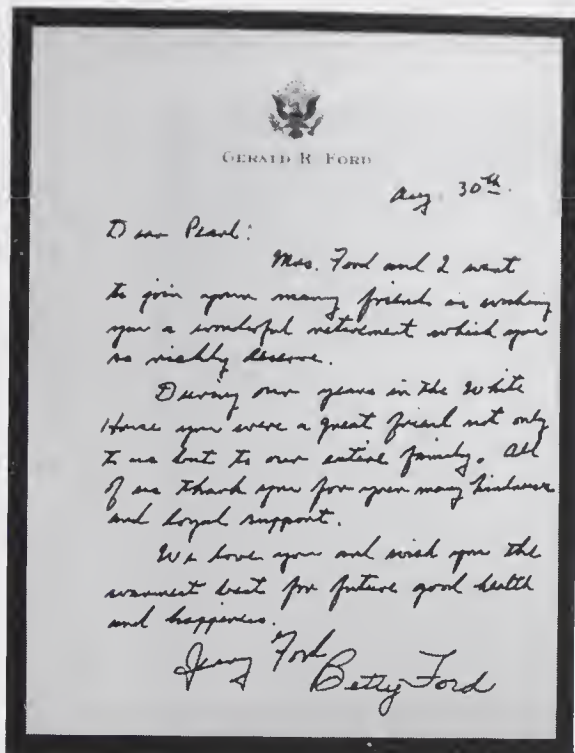 GERALD R. FORD
Aug. 30th.
Dear Pearl:
Mrs. Ford and I want
to join your many friends in wishing
you a wonderful retirement which you
so richly deserve.
During our years in the White
House you were a great friend not only
to us but to our entire family. All
of us thank you for your many kindness
and loyal support.
We love you and wish you the
warmest best for future good health
and happiness.
Jerry Ford
Betty Ford